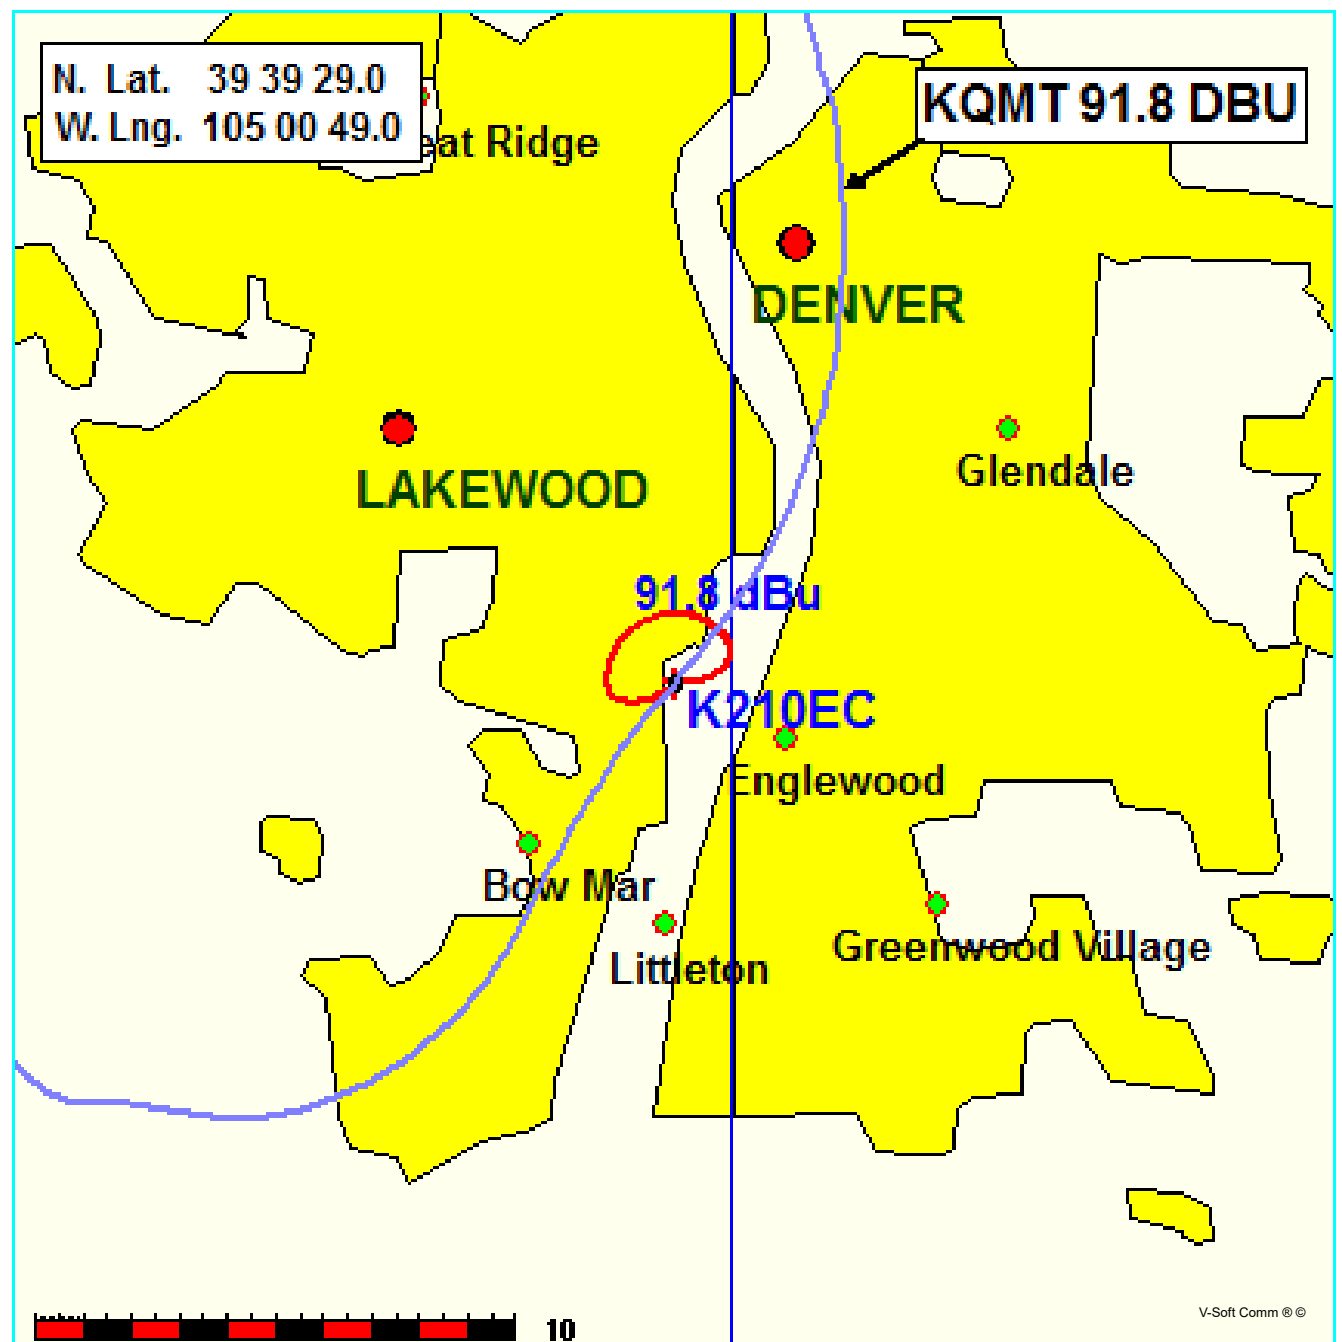 N. Lat. 39 39 29.0
W. Lng. 105 00 49.0
eat Ridge
KQMT 91.8 DBU
DENVER
LAKEWOOD
Glendale
91.8 dBu
K210EC
Englewood
Bow Mar
Littleton
Greenwood Village
V-Soft Comm ® ©
10